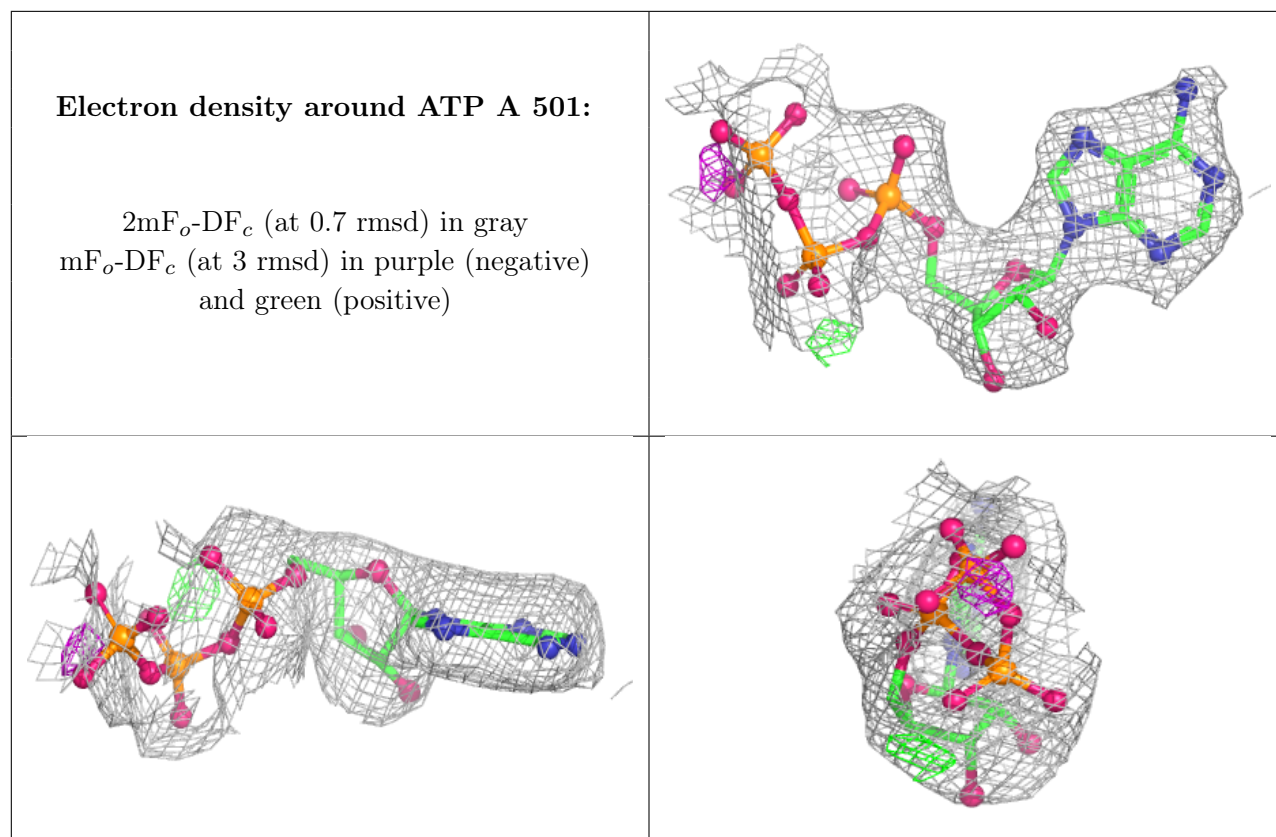 Electron density around ATP A 501:
2mFₒ-DF𝒸 (at 0.7 rmsd) in gray
mFₒ-DF𝒸 (at 3 rmsd) in purple (negative)
and green (positive)